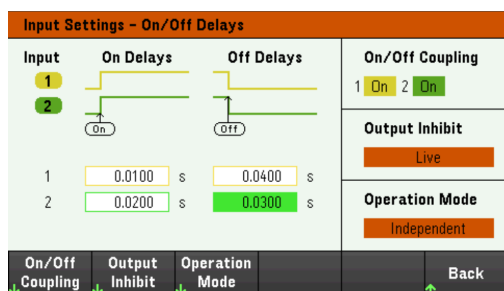 Input Settings - On/Off Delays
Input On Delays Off Delays
1
2
On Off
1 0.0100 s 0.0400 s
2 0.0200 s 0.0300 s
On/Off Coupling
1 On 2 On
Output Inhibit
Live
Operation Mode
Independent
On/Off Coupling
Output Inhibit
Operation Mode
Back